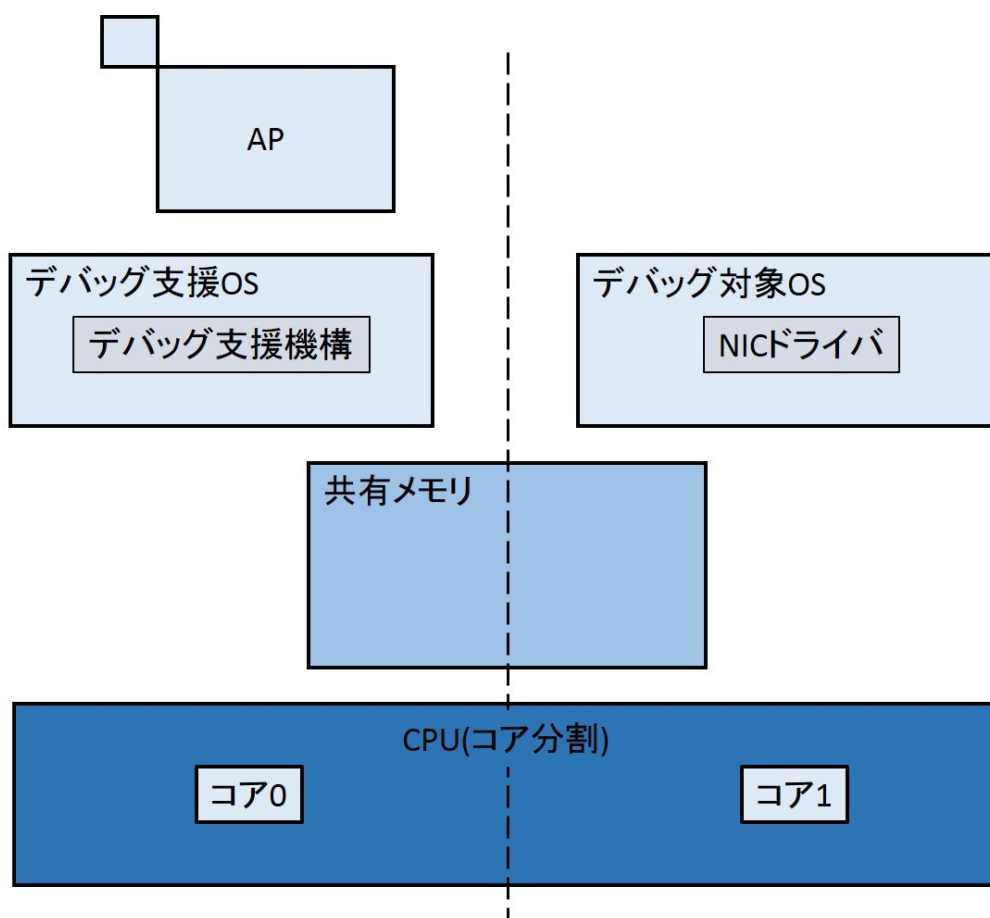 AP
デバッグ支援OS
デバッグ支援機構
デバッグ対象OS
NICドライバ
共有メモリ
CPU(コア分割)
コア0
コア1